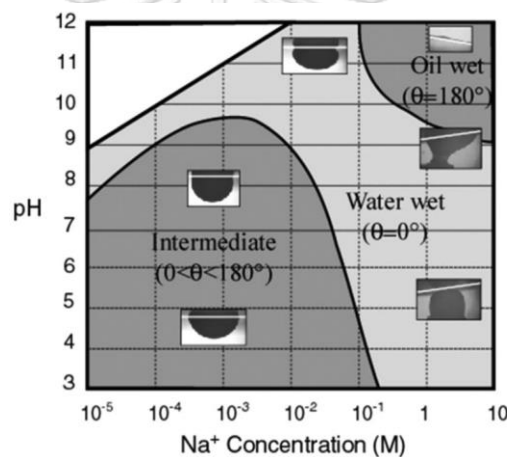 12
11
10
9
8
7
6
5
4
3
pH
Oil wet
(θ=180°)
Water wet
(θ=0°)
Intermediate
(0<θ<180°)
10⁻⁵ 10⁻⁴ 10⁻³ 10⁻² 10⁻¹ 1 10
Na⁺ Concentration (M)